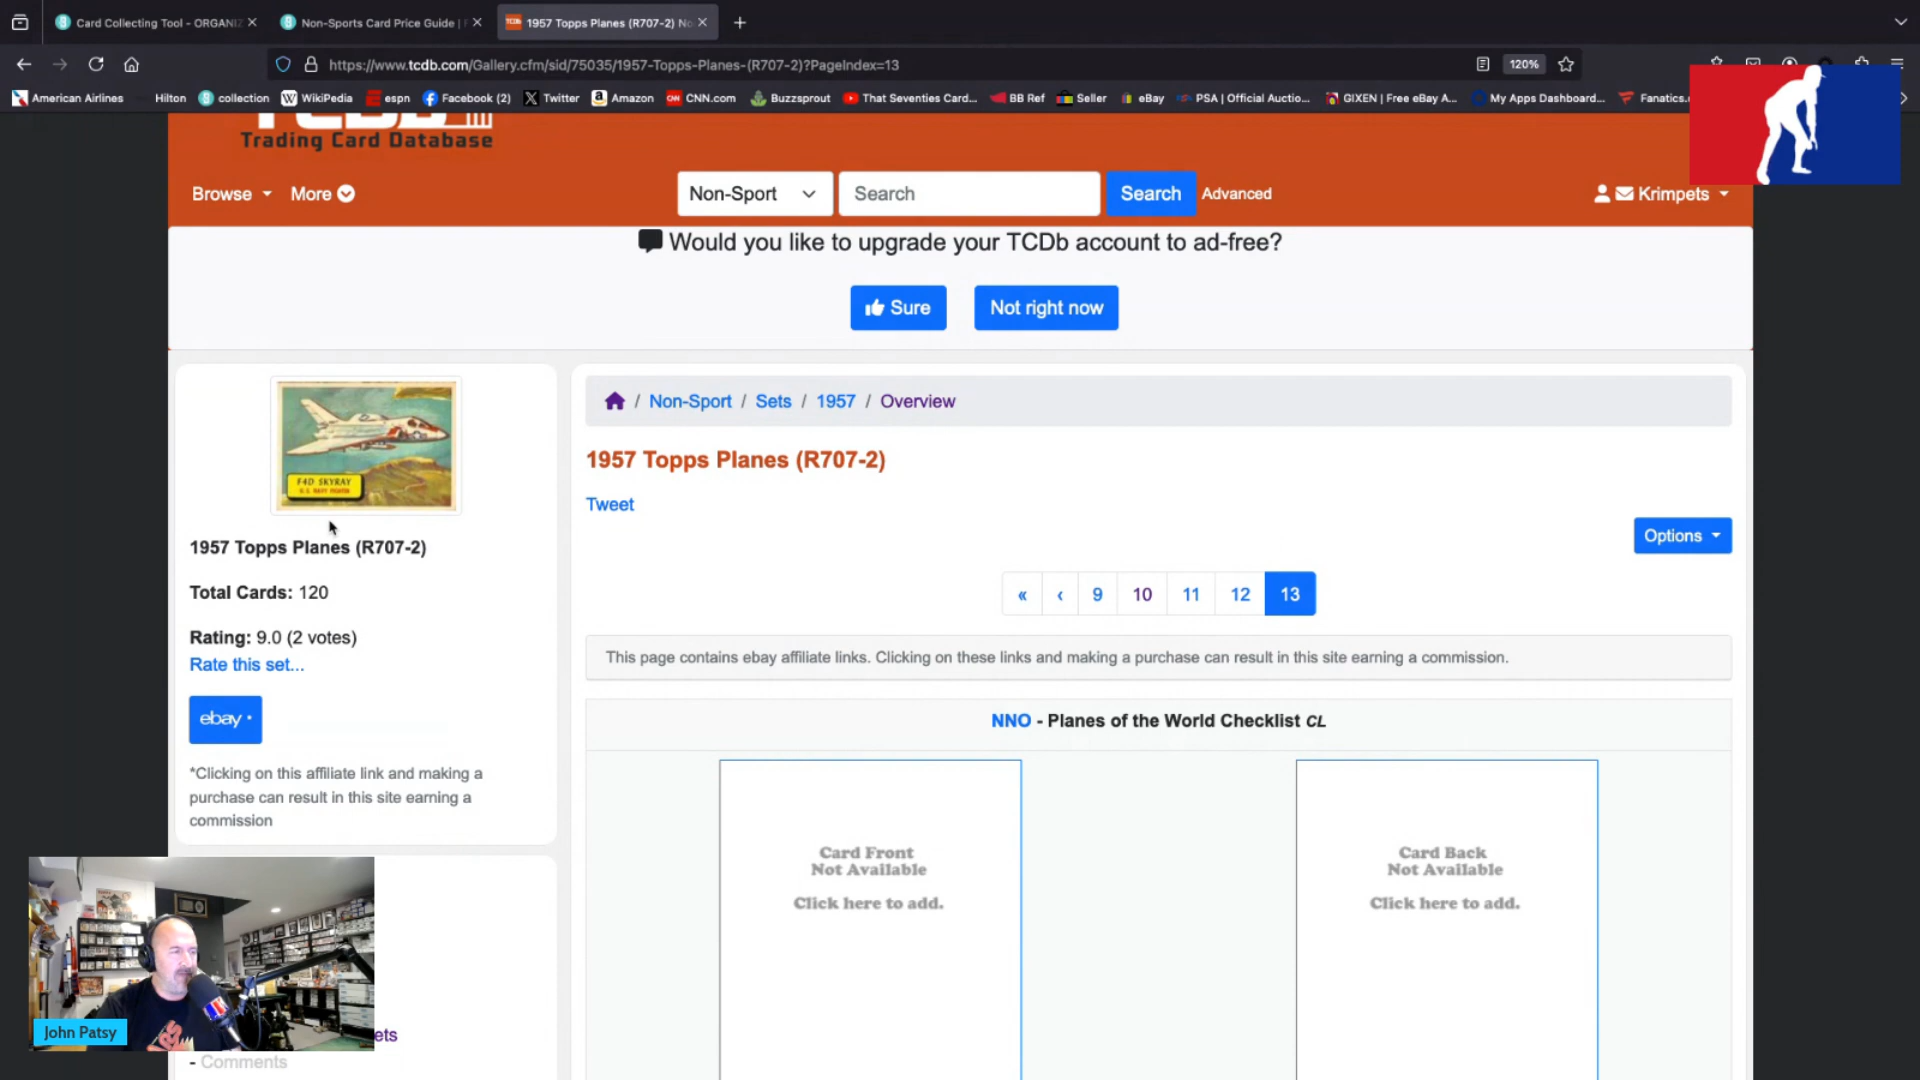 Card Collecting Tool - ORGANIZ
Non-Sports Card Price Guide |
1957 Topps Planes (R707-2) No
https://www.tcdb.com/Gallery.cfm/sid/75035/1957-Topps-Planes-(R707-2)?PageIndex=13
120%
American Airlines
Hilton
collection
WikiPedia
espn
Facebook (2)
Twitter
Amazon
CNN.com
Buzzsprout
That Seventies Card...
BB Ref
Seller
eBay
PSA | Official Auctio...
GIXEN | Free eBay A...
My Apps Dashboard...
Fanatics.
Trading Card Database
Browse
More
Non-Sport
Search
Search
Advanced
Krimpets
Would you like to upgrade your TCDb account to ad-free?
Sure
Not right now
F4D SKYRAY
U.S. NAVY FIGHTER
1957 Topps Planes (R707-2)
Total Cards: 120
Rating: 9.0 (2 votes)
Rate this set...
ebay
*Clicking on this affiliate link and making a
purchase can result in this site earning a
commission
/ Non-Sport / Sets / 1957 / Overview
1957 Topps Planes (R707-2)
Tweet
Options
« ‹ 9 10 11 12 13
This page contains ebay affiliate links. Clicking on these links and making a purchase can result in this site earning a commission.
NNO - Planes of the World Checklist CL
Card Front
Not Available
Click here to add.
Card Back
Not Available
Click here to add.
John Patsy
ets
- Comments